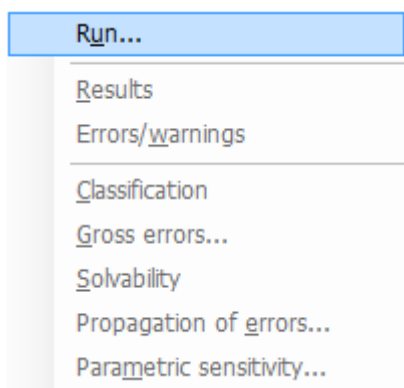 Run...
Results
Errors/warnings
Classification
Gross errors...
Solvability
Propagation of errors...
Parametric sensitivity...